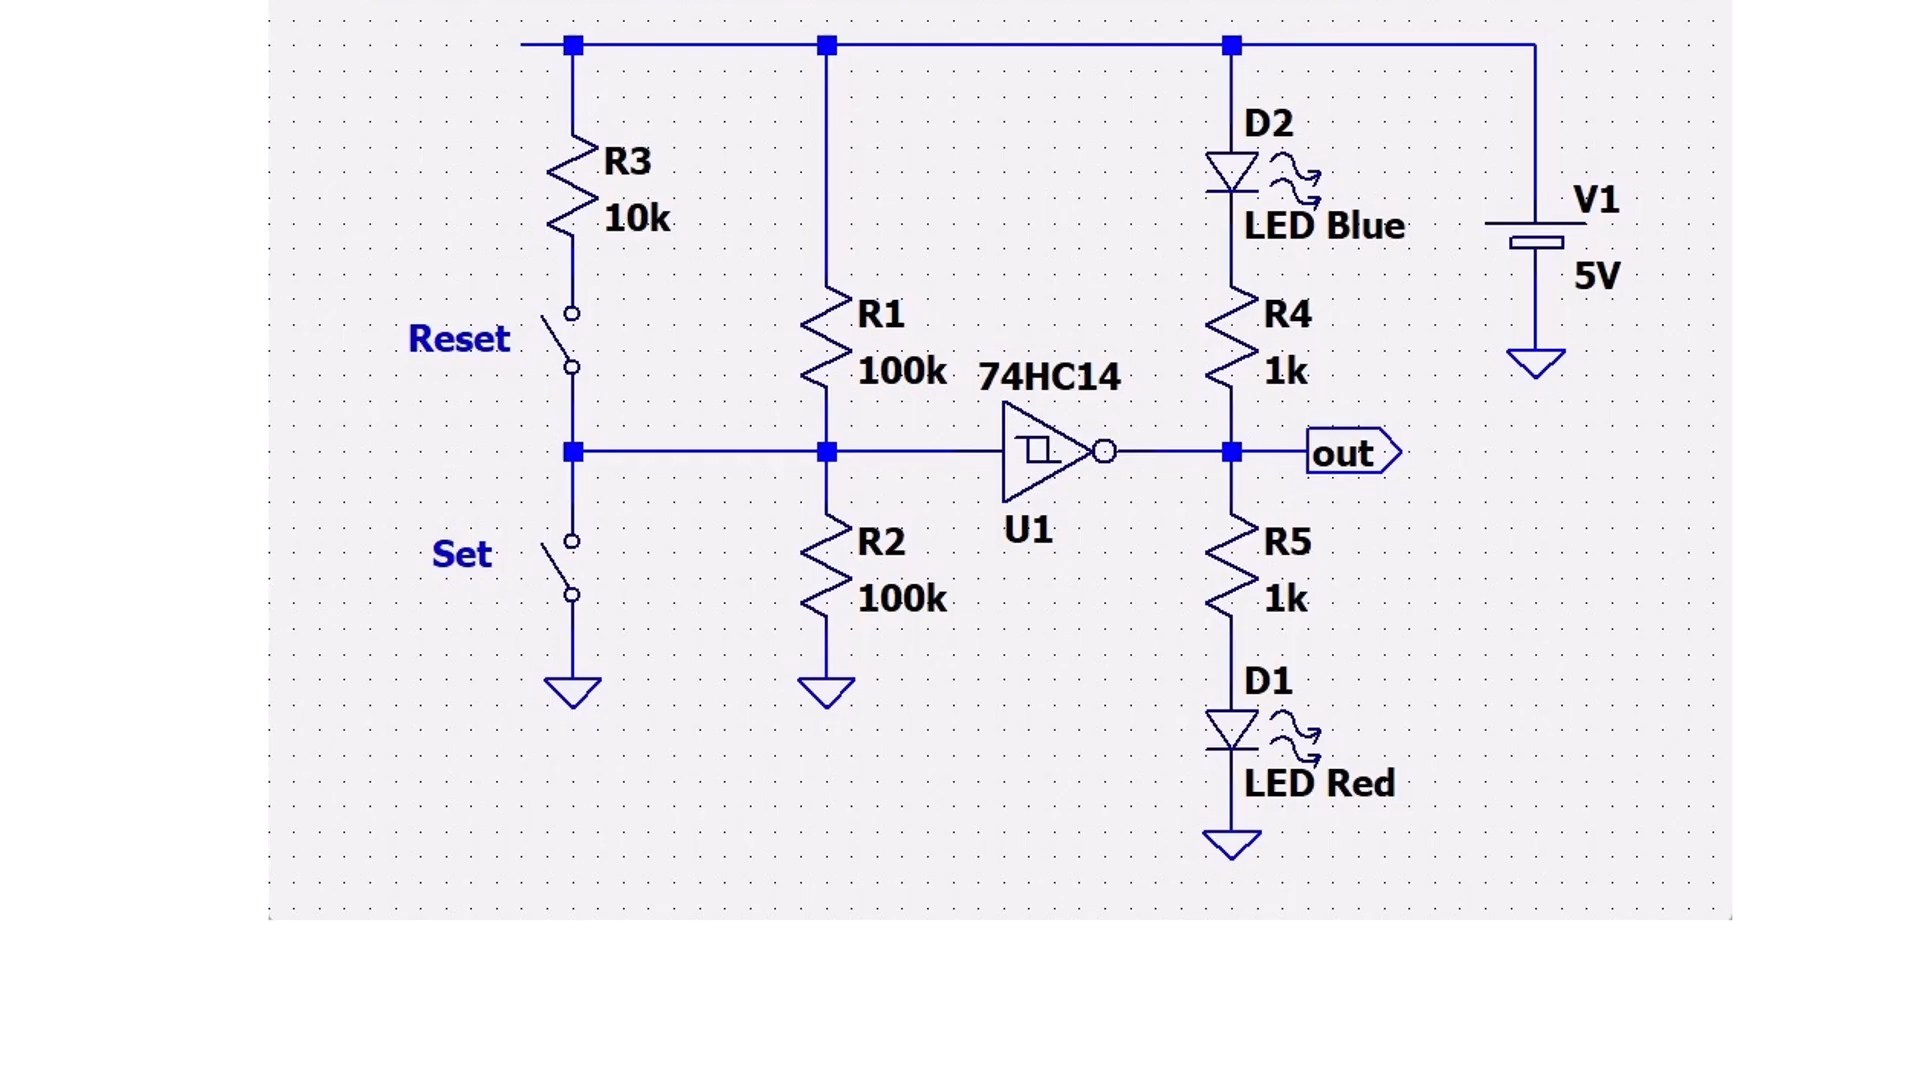 D2
R3
10k
LED Blue
V1
5V
Reset
R1
100k
74HC14
R4
1k
out
Set
U1
R2
100k
R5
1k
D1
LED Red